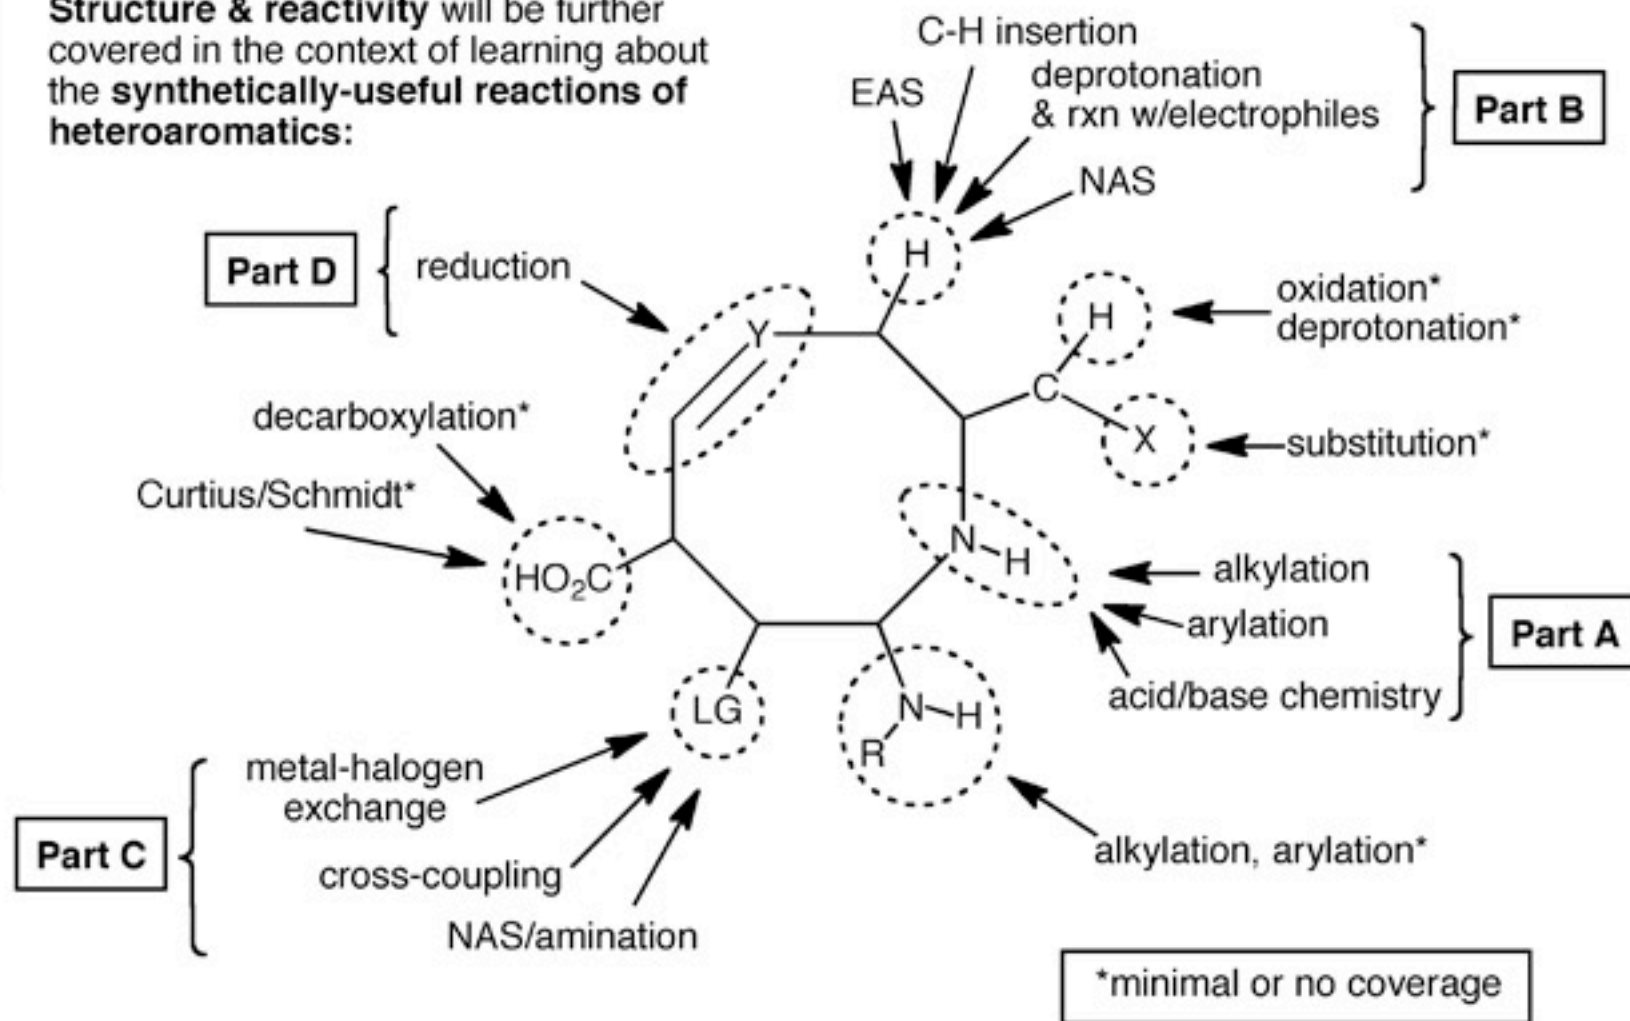 Structure & reactivity will be further
covered in the context of learning about
the synthetically-useful reactions of
heteroaromatics:
C-H insertion
EAS
deprotonation
& rxn w/electrophiles
NAS
Part B
Part D
reduction
H
Y
H
C
X
oxidation*
deprotonation*
substitution*
decarboxylation*
Curtius/Schmidt*
HO₂C
N
H
alkylation
arylation
acid/base chemistry
Part A
LG
N
H
R
metal-halogen
exchange
cross-coupling
NAS/amination
Part C
alkylation, arylation*
*minimal or no coverage